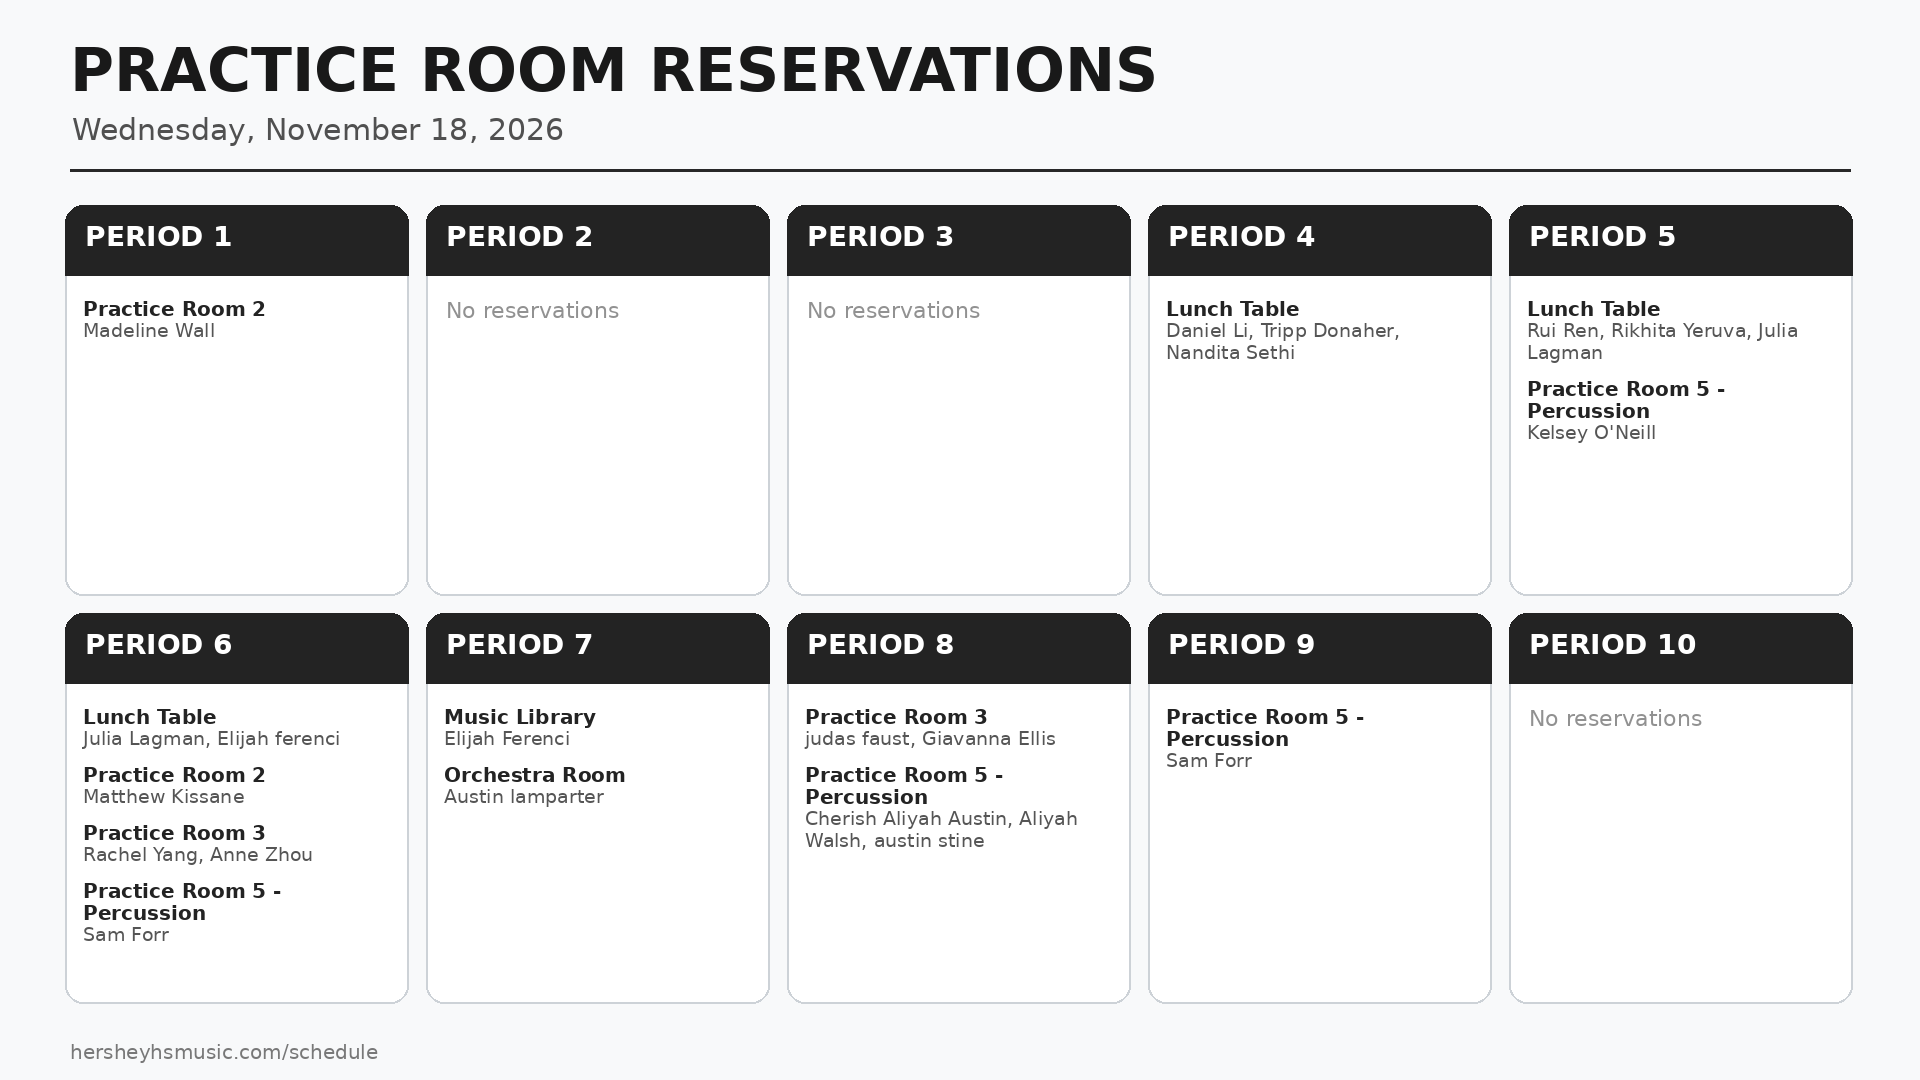 PRACTICE ROOM RESERVATIONS
Wednesday, November 18, 2026
PERIOD 1
Practice Room 2
Madeline Wall
PERIOD 2
No reservations
PERIOD 3
No reservations
PERIOD 4
Lunch Table
Daniel Li, Tripp Donaher,
Nandita Sethi
PERIOD 5
Lunch Table
Rui Ren, Rikhita Yeruva, Julia
Lagman
Practice Room 5 -
Percussion
Kelsey O'Neill
PERIOD 6
Lunch Table
Julia Lagman, Elijah ferenci
Practice Room 2
Matthew Kissane
Practice Room 3
Rachel Yang, Anne Zhou
Practice Room 5 -
Percussion
Sam Forr
PERIOD 7
Music Library
Elijah Ferenci
Orchestra Room
Austin lamparter
PERIOD 8
Practice Room 3
judas faust, Giavanna Ellis
Practice Room 5 -
Percussion
Cherish Aliyah Austin, Aliyah
Walsh, austin stine
PERIOD 9
Practice Room 5 -
Percussion
Sam Forr
PERIOD 10
No reservations
hersheyhsmusic.com/schedule